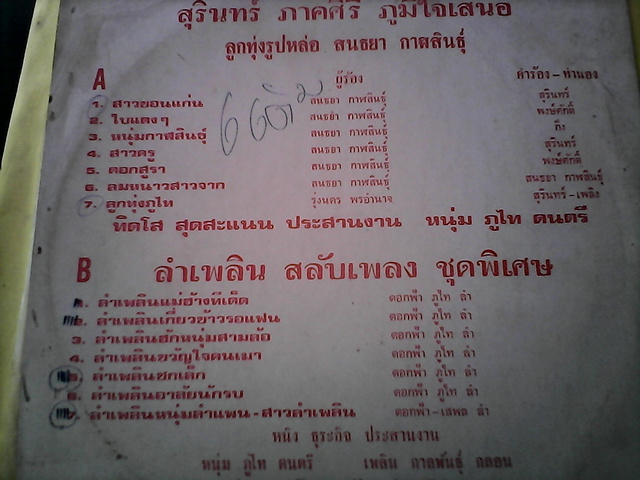 สุรินทร์ ภาคศิริ ภูมิใจเสนอ
ลูกทุ่งรูปหล่อ สนธยา กาฬสินธุ์
A ผู้ร้อง คำร้อง-ทำนอง
1. สาวขอนแก่น สนธยา กาฬสินธุ์ สุรินทร์
2. ใบแดงๆ สนธยา กาฬสินธุ์ พงษ์ศักดิ์
3. หนุ่มกาฬสินธุ์ สนธยา กาฬสินธุ์ กิ่ง
4. สาวครู สนธยา กาฬสินธุ์ สุรินทร์
5. ดอกสูรา สนธยา กาฬสินธุ์ พงษ์ศักดิ์
6. ลมหนาวสาวจาก สนธยา กาฬสินธุ์ สนธยา กาฬสินธุ์
7. ลูกทุ่งภูไท รุ่งนคร พรอำนาจ สุรินทร์-เพลิง
ทิดโส สุดสะแนน ประสานงาน หนุ่ม ภูไท ดนตรี
B ลำเพลิน สลับเพลง ชุดพิเศษ
1. ลำเพลินแม่ฮ้างทีเด็ด ดอกฟ้า ภูไท ลำ
2. ลำเพลินเกี่ยวข้าวรอแฟน ดอกฟ้า ภูไท ลำ
3. ลำเพลินฮักหนุ่มสามล้อ ดอกฟ้า ภูไท ลำ
4. ลำเพลินขวัญใจคนเมา ดอกฟ้า ภูไท ลำ
5. ลำเพลินซกเล็ก ดอกฟ้า ภูไท ลำ
6. ลำเพลินอาลัยนักรบ ดอกฟ้า ภูไท ลำ
7. ลำเพลินหนุ่มลำแพน-สาวลำเพลิน ดอกฟ้า-เสพล ลำ
หนิง ธุระกิจ ประสานงาน
หนุ่ม ภูไท ดนตรี เพลิน กาลพันธุ์ กลอน